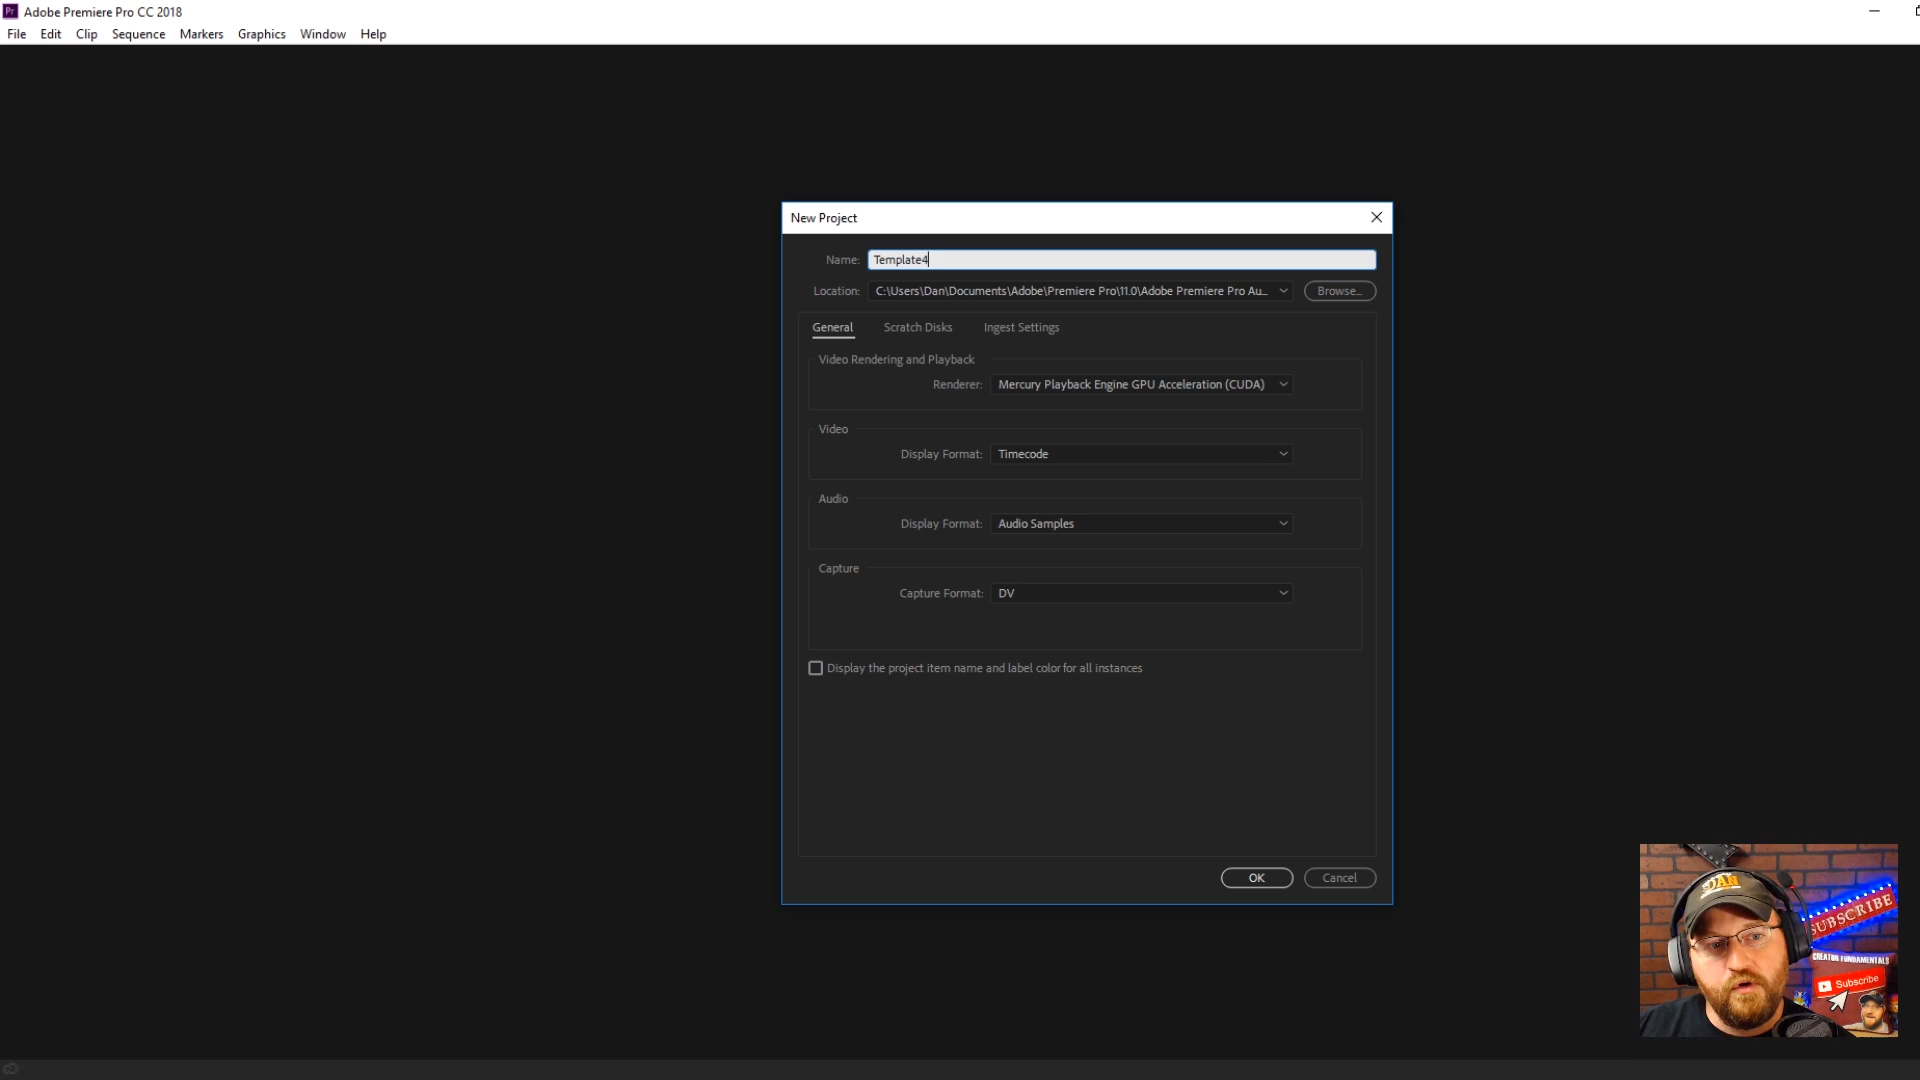 Pr Adobe Premiere Pro CC 2018
File Edit Clip Sequence Markers Graphics Window Help
New Project
Name: Template4
Location: C:\Users\Dan\Documents\Adobe\Premiere Pro\11.0\Adobe Premiere Pro Au... Browse...
General Scratch Disks Ingest Settings
Video Rendering and Playback
Renderer: Mercury Playback Engine GPU Acceleration (CUDA)
Video
Display Format: Timecode
Audio
Display Format: Audio Samples
Capture
Capture Format: DV
Display the project item name and label color for all instances
OK Cancel
DAN
SUBSCRIBE
CREATOR FUNDAMENTALS
Subscribe